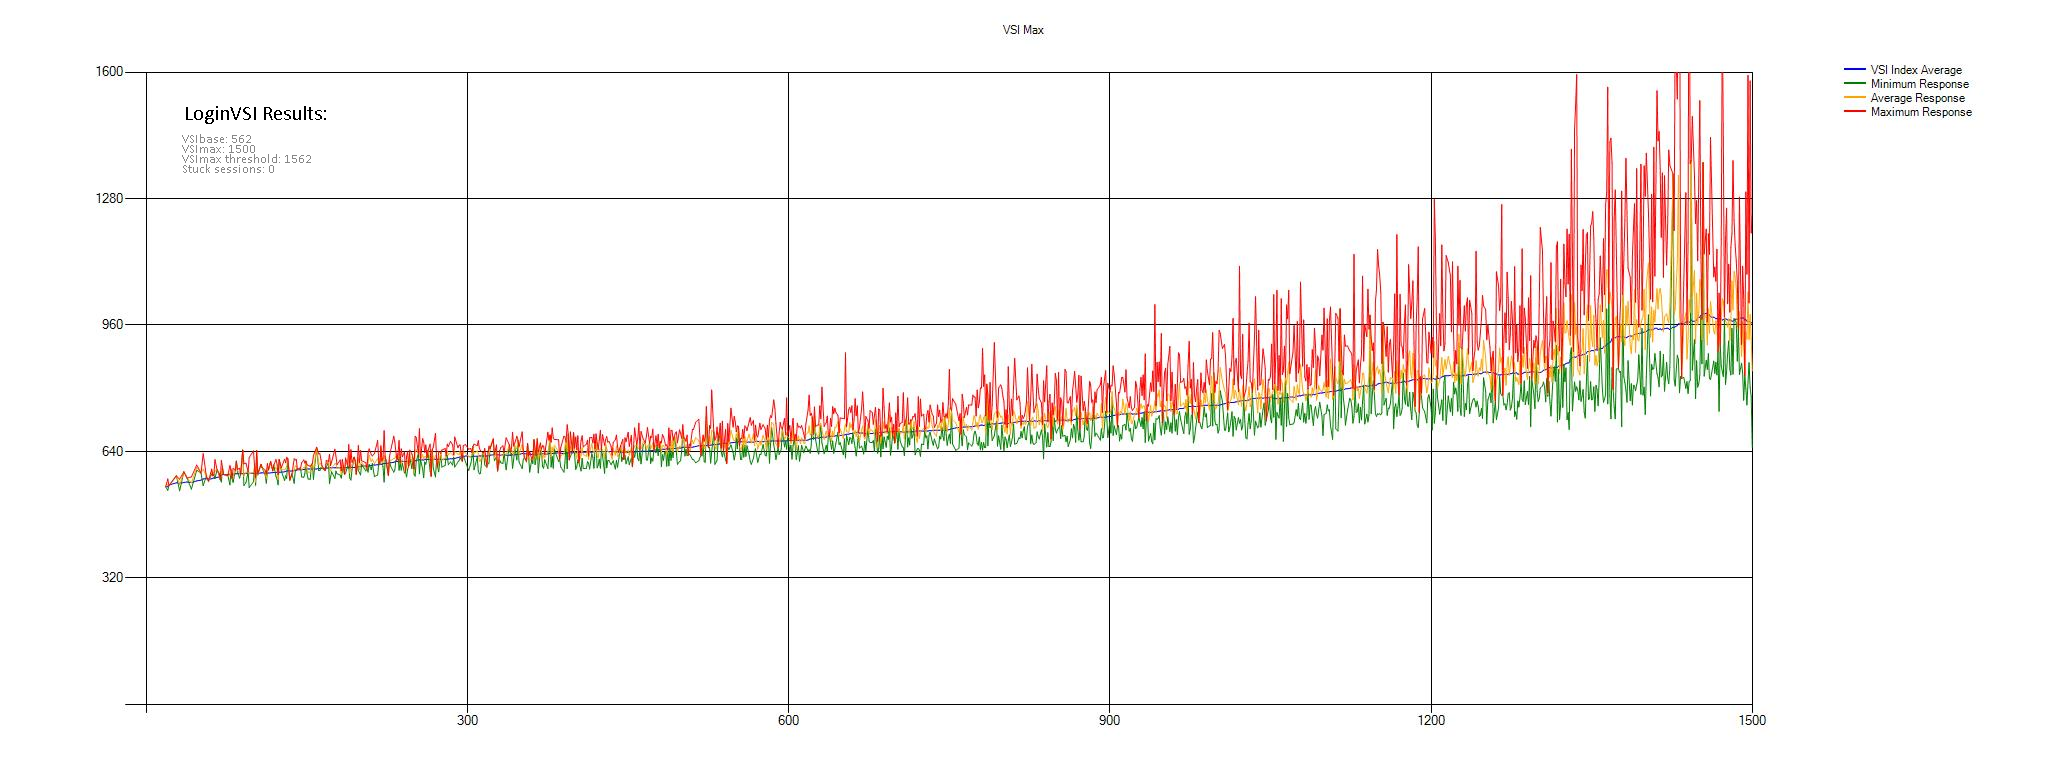 VSI Max
1600
1280
960
640
320
LoginVSI Results:
VSIbase: 562
VSImax: 1500
VSImax threshold: 1562
Stuck sessions: 0
VSI Index Average
Minimum Response
Average Response
Maximum Response
300
600
900
1200
1500